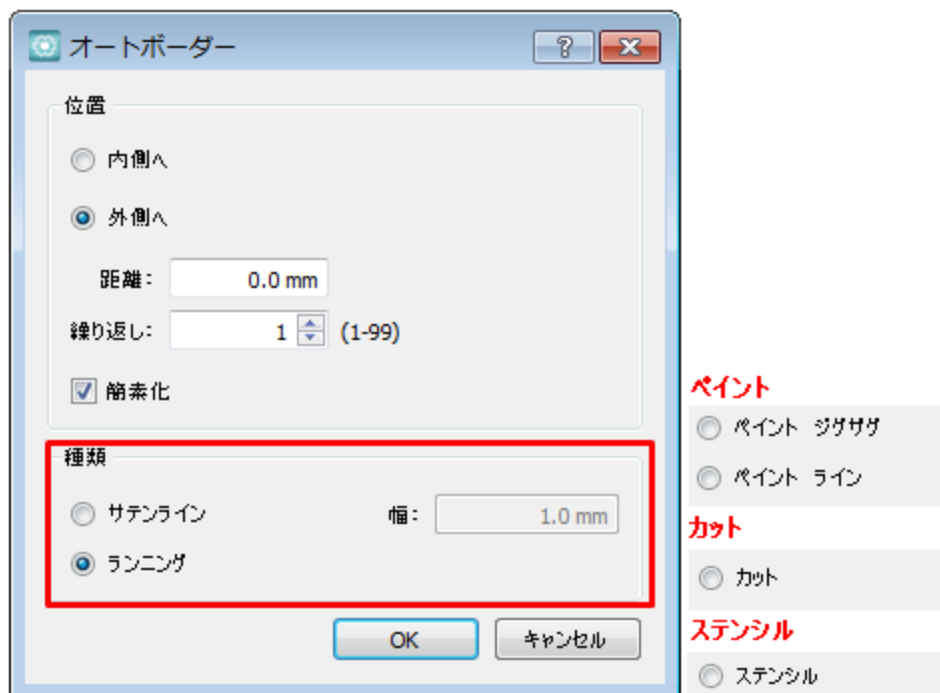 オートボーダー
位置
内側へ
外側へ
距離: 0.0 mm
繰り返し: 1 (1-99)
簡素化
種類
サテンライン 幅: 1.0 mm
ランニング
OK キャンセル
ペイント
ペイント ジグザグ
ペイント ライン
カット
カット
ステンシル
ステンシル